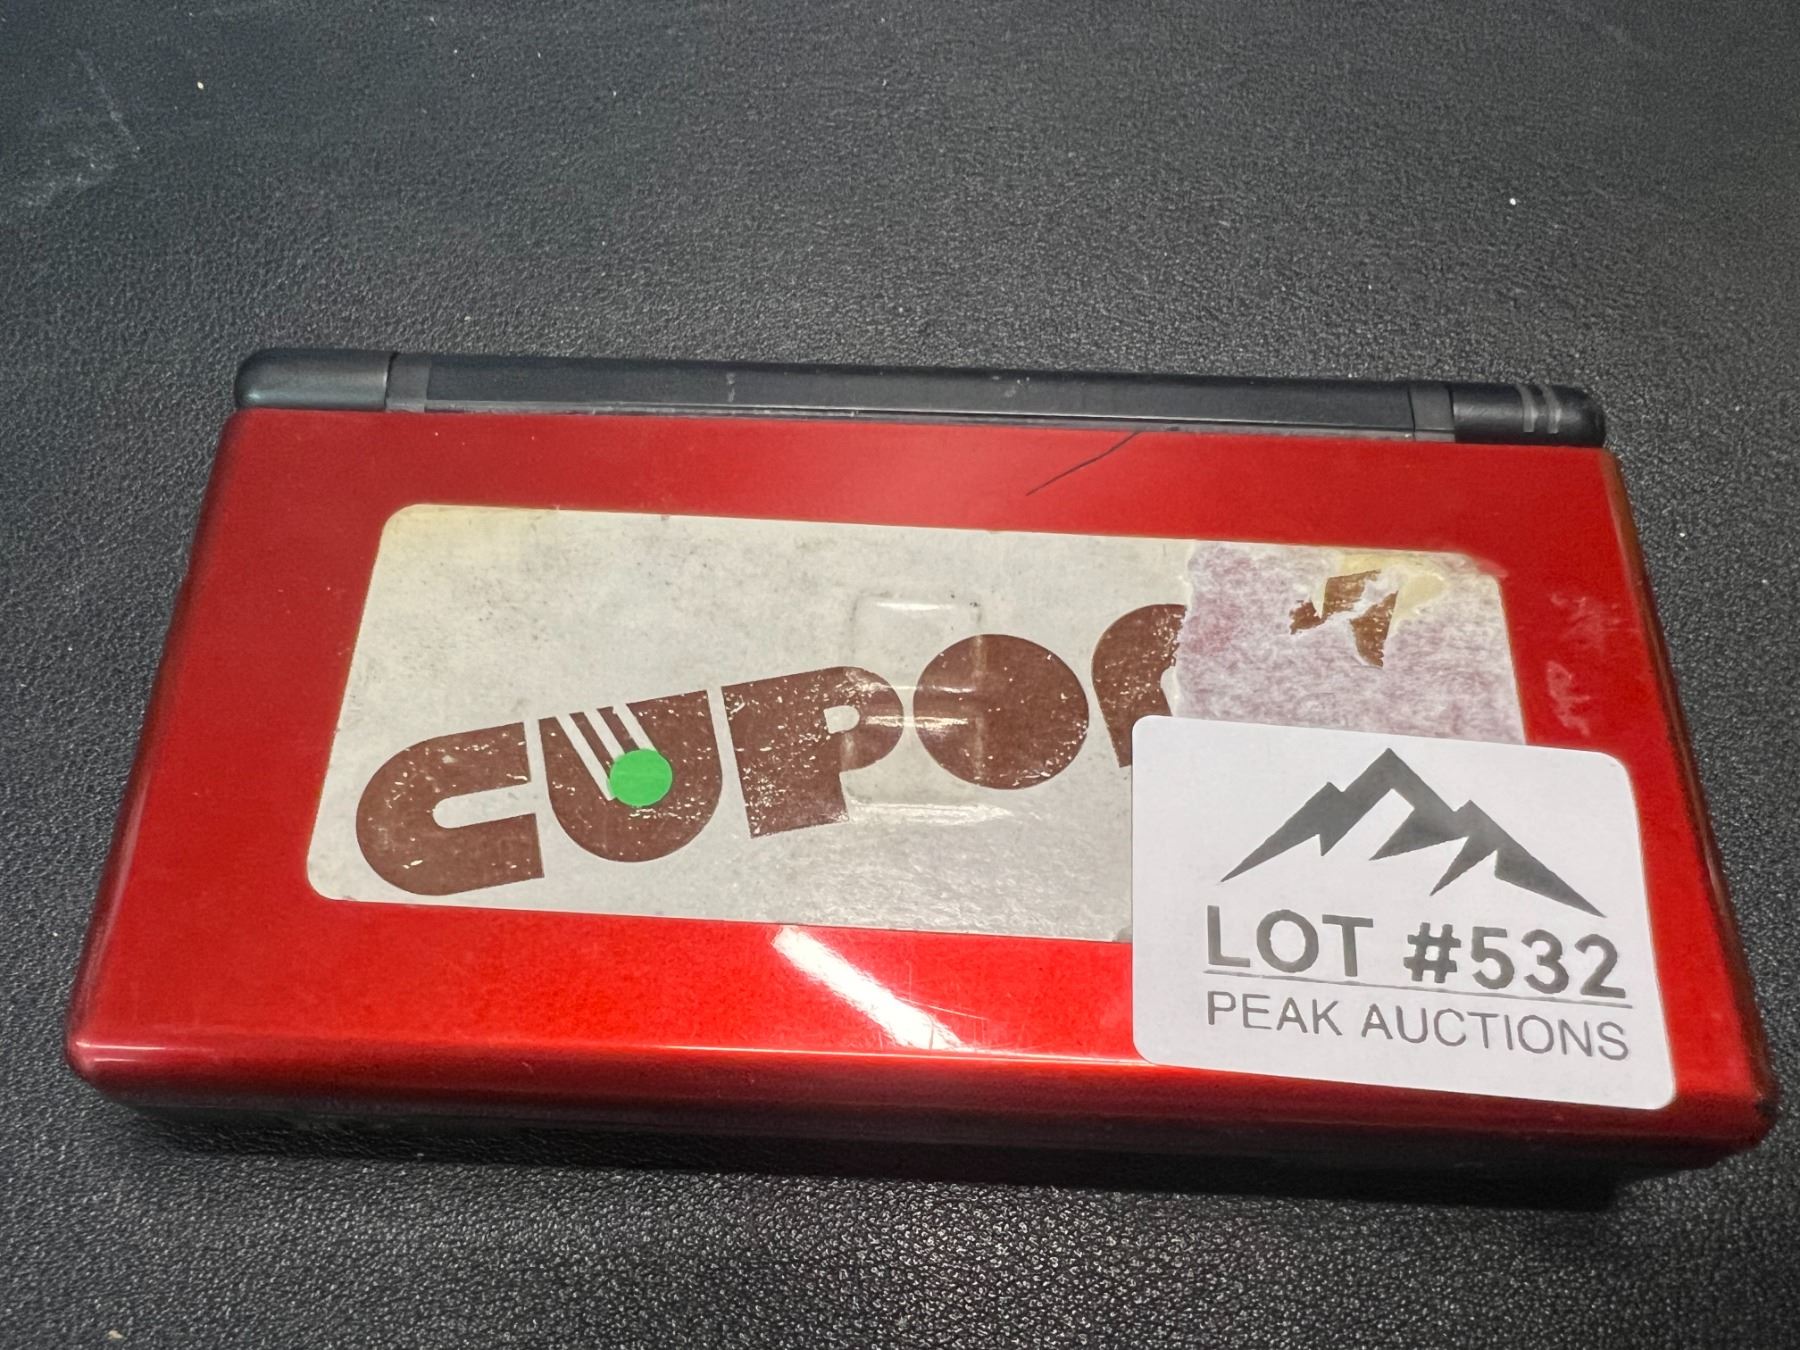 CUPO
LOT #532
PEAK AUCTIONS